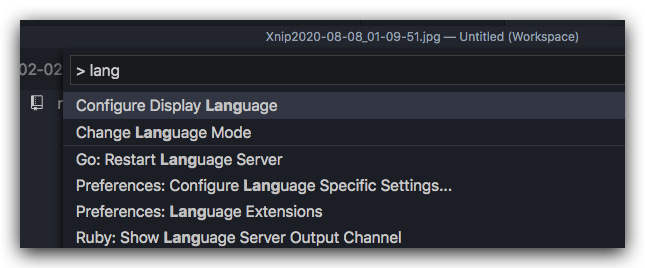 Xnip2020-08-08_01-09-51.jpg — Untitled (Workspace)
02-02
> lang
Configure Display Language
Change Language Mode
Go: Restart Language Server
Preferences: Configure Language Specific Settings...
Preferences: Language Extensions
Ruby: Show Language Server Output Channel